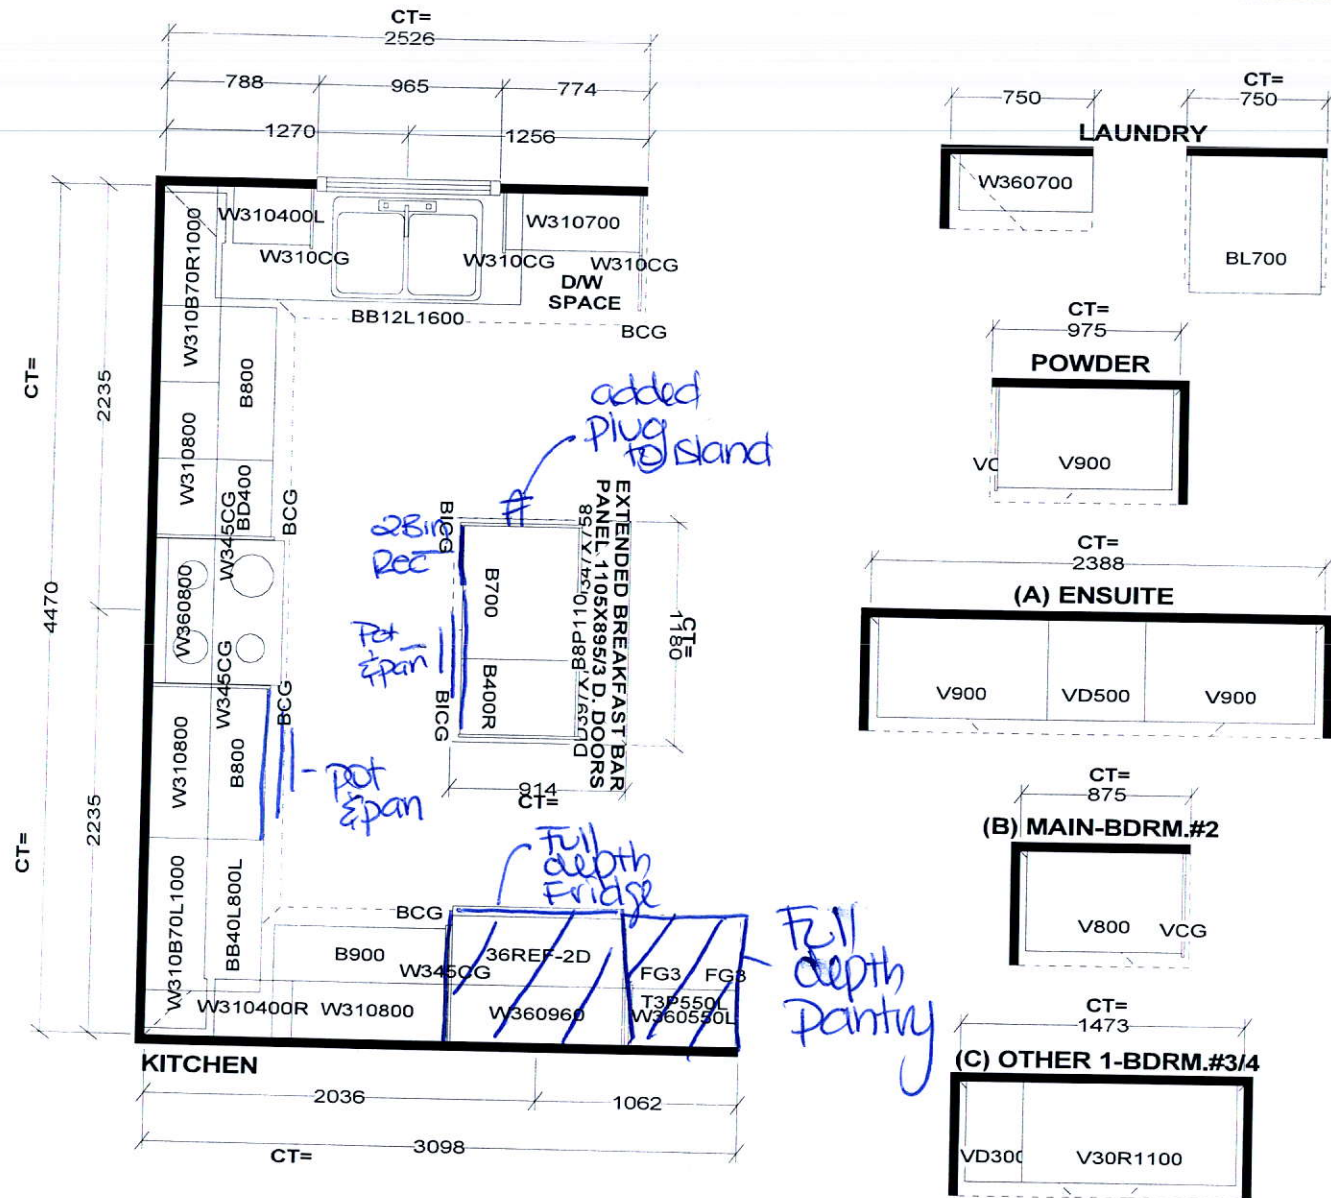 CT=
2526
788
965
774
1270
1256
CT=
4470
CT=
2235
2235
W310400L
W310700
W310CG
W310CG
W310CG
D/W
SPACE
BB12L1600
BCG
W310B70R1000
B800
W310800
BD400
W345CG
BCG
W360800
W345CG
BCG
W310800
B800
W310B70L1000
BB40L800L
W310400R
W310800
B900
W345CG
BCG
36REF-2D
W360960
FG3
FG3
T3P550L
W360550L
KITCHEN
2036
1062
3098
CT=
added
plug
to island
2Bin
Rec
Pot
&pan
BICG
B700
B400R
BICG
EXTENDED BREAKFAST BAR
PANEL 1105X895/3 D. DOORS
1180
CT=
914
CT=
pot
&pan
Full
depth
Fridge
Full
depth
Pantry
750
CT=
750
LAUNDRY
W360700
BL700
CT=
975
POWDER
V900
CT=
2388
(A) ENSUITE
V900
VD500
V900
CT=
875
(B) MAIN-BDRM.#2
V800
VCG
CT=
1473
(C) OTHER 1-BDRM.#3/4
VD300
V30R1100